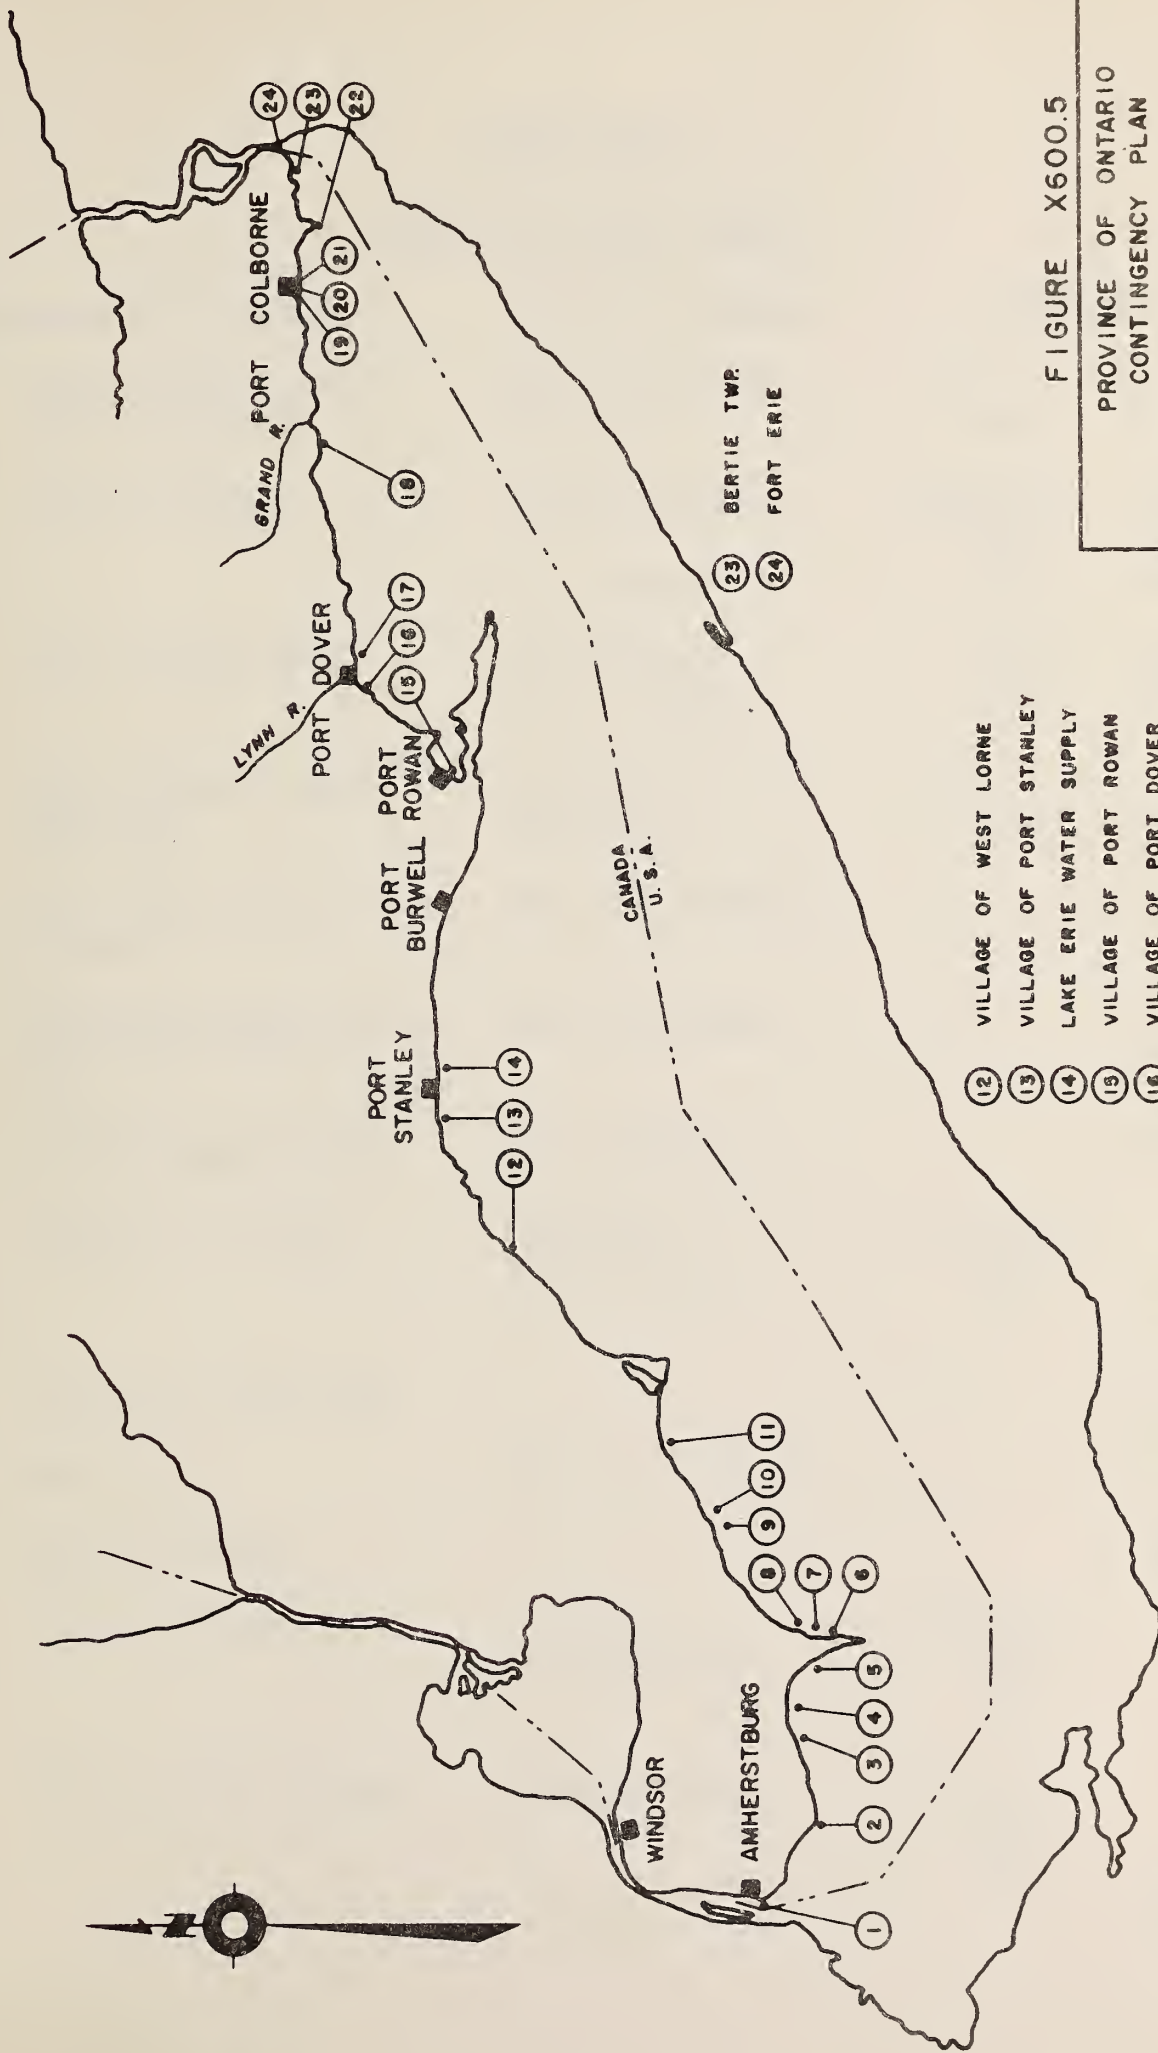 24
23
22
PORT COLBORNE
21
20
19
GRAND R.
18
LYNN R.
PORT DOVER
17
16
15
PORT
ROWAN
PORT
BURWELL
PORT
STANLEY
14
13
12
CANADA
U. S. A.
11
10
9
8
7
6
5
4
3
2
1
WINDSOR
AMHERSTBURG
N
12 VILLAGE OF WEST LORNE
13 VILLAGE OF PORT STANLEY
14 LAKE ERIE WATER SUPPLY
15 VILLAGE OF PORT ROWAN
16 VILLAGE OF PORT DOVER
23 BERTIE TWP.
24 FORT ERIE
FIGURE X600.5
PROVINCE OF ONTARIO
CONTINGENCY PLAN